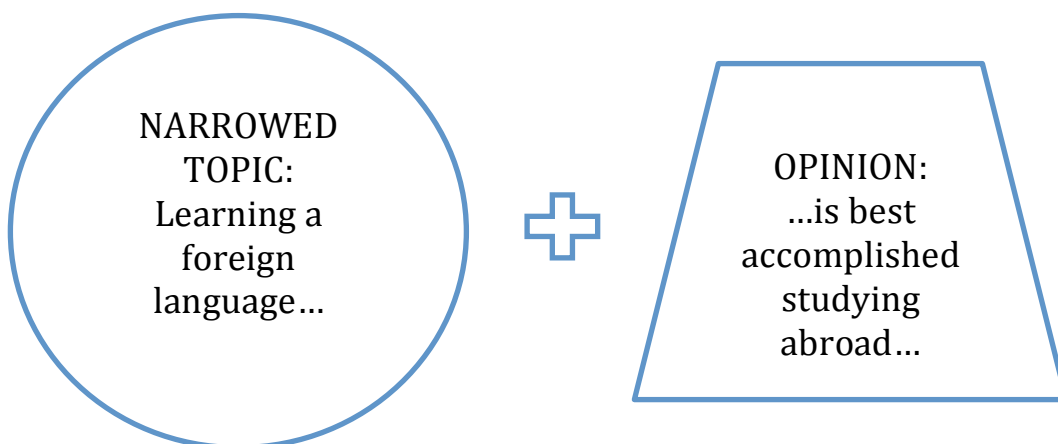 NARROWED
TOPIC:
Learning a
foreign
language…
OPINION:
…is best
accomplished
studying
abroad…